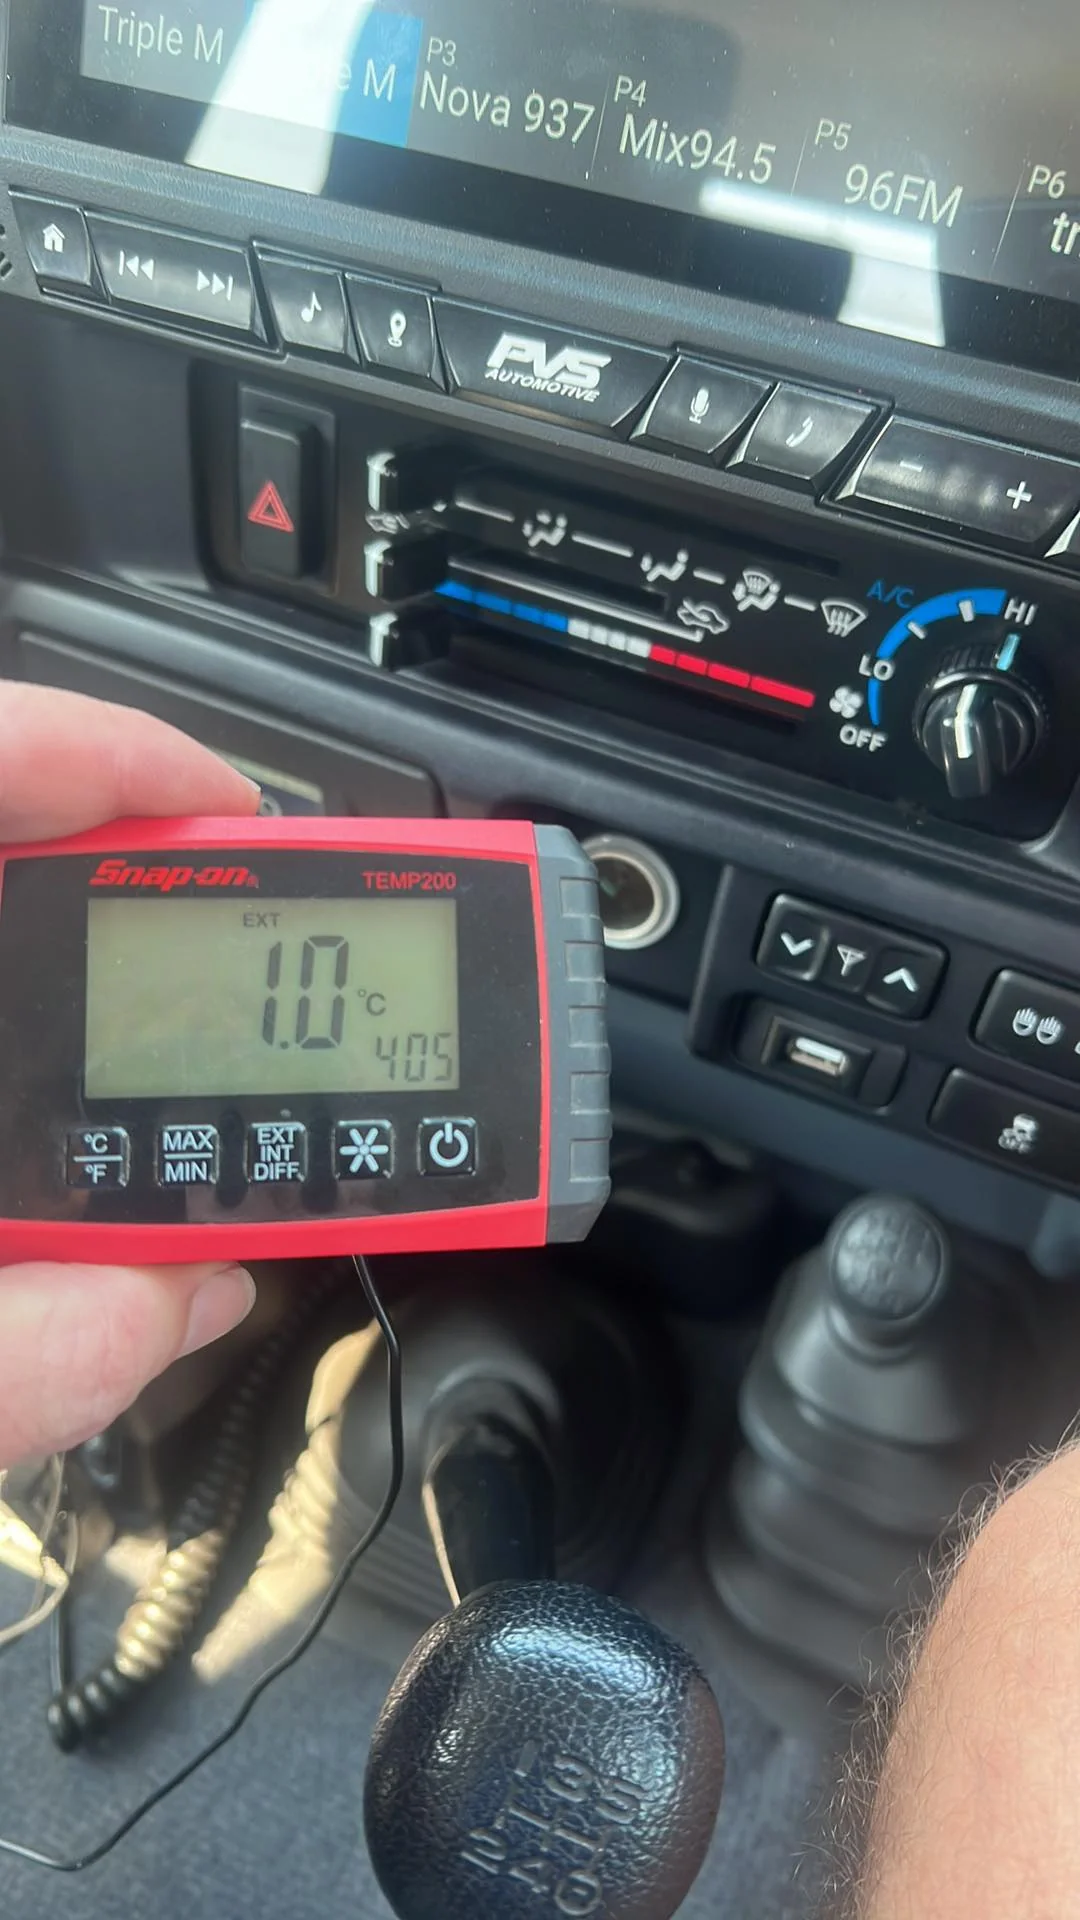 Triple M
M
P3
Nova 937
P4
Mix94.5
P5
96FM
P6
PVS
AUTOMOTIVE
- +
A/C
HI
LO
OFF
Snap-on
TEMP200
EXT
1.0 °C
405
°C
°F
MAX
MIN
EXT
INT
DIFF.